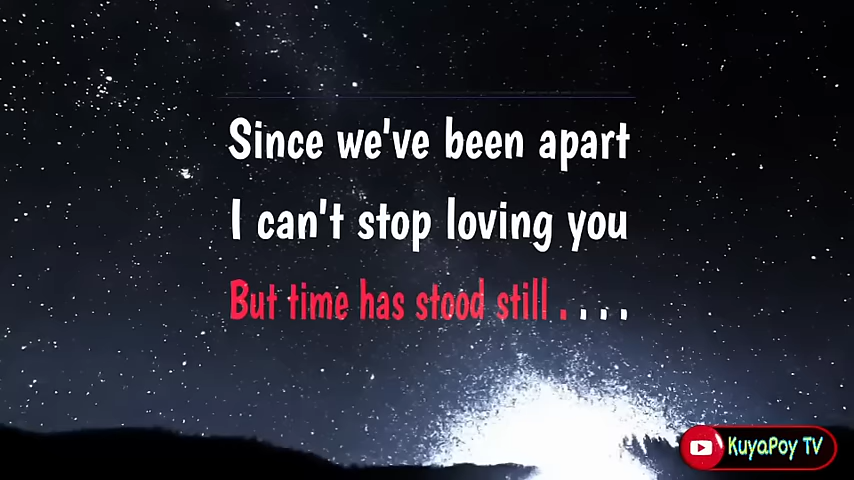 Since we've been apart
I can't stop loving you
But time has stood still . . . .
KuyaPoy TV